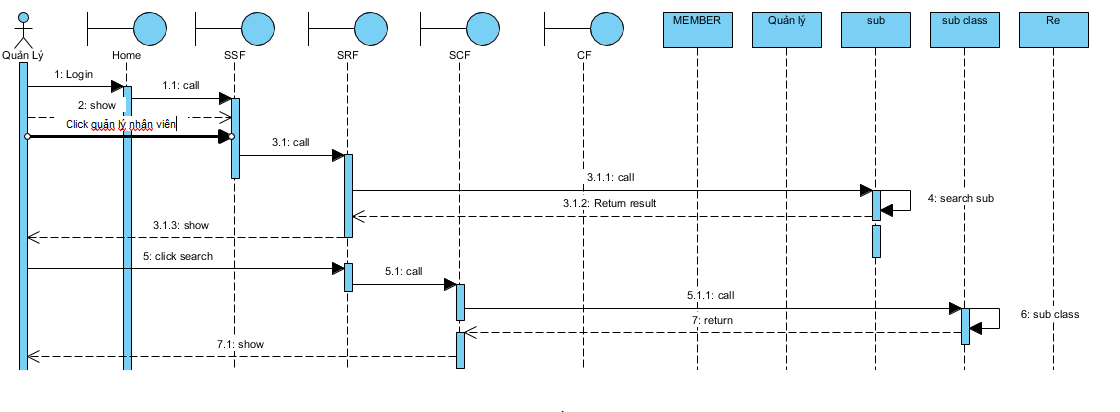 MEMBER
Quản lý
sub
sub class
Re
Quản Lý
Home
SSF
SRF
SCF
CF
1: Login
1.1: call
2: show
Click quản lý nhân viên
3.1: call
3.1.1: call
4: search sub
3.1.2: Return result
3.1.3: show
5: click search
5.1: call
5.1.1: call
6: sub class
7: return
7.1: show